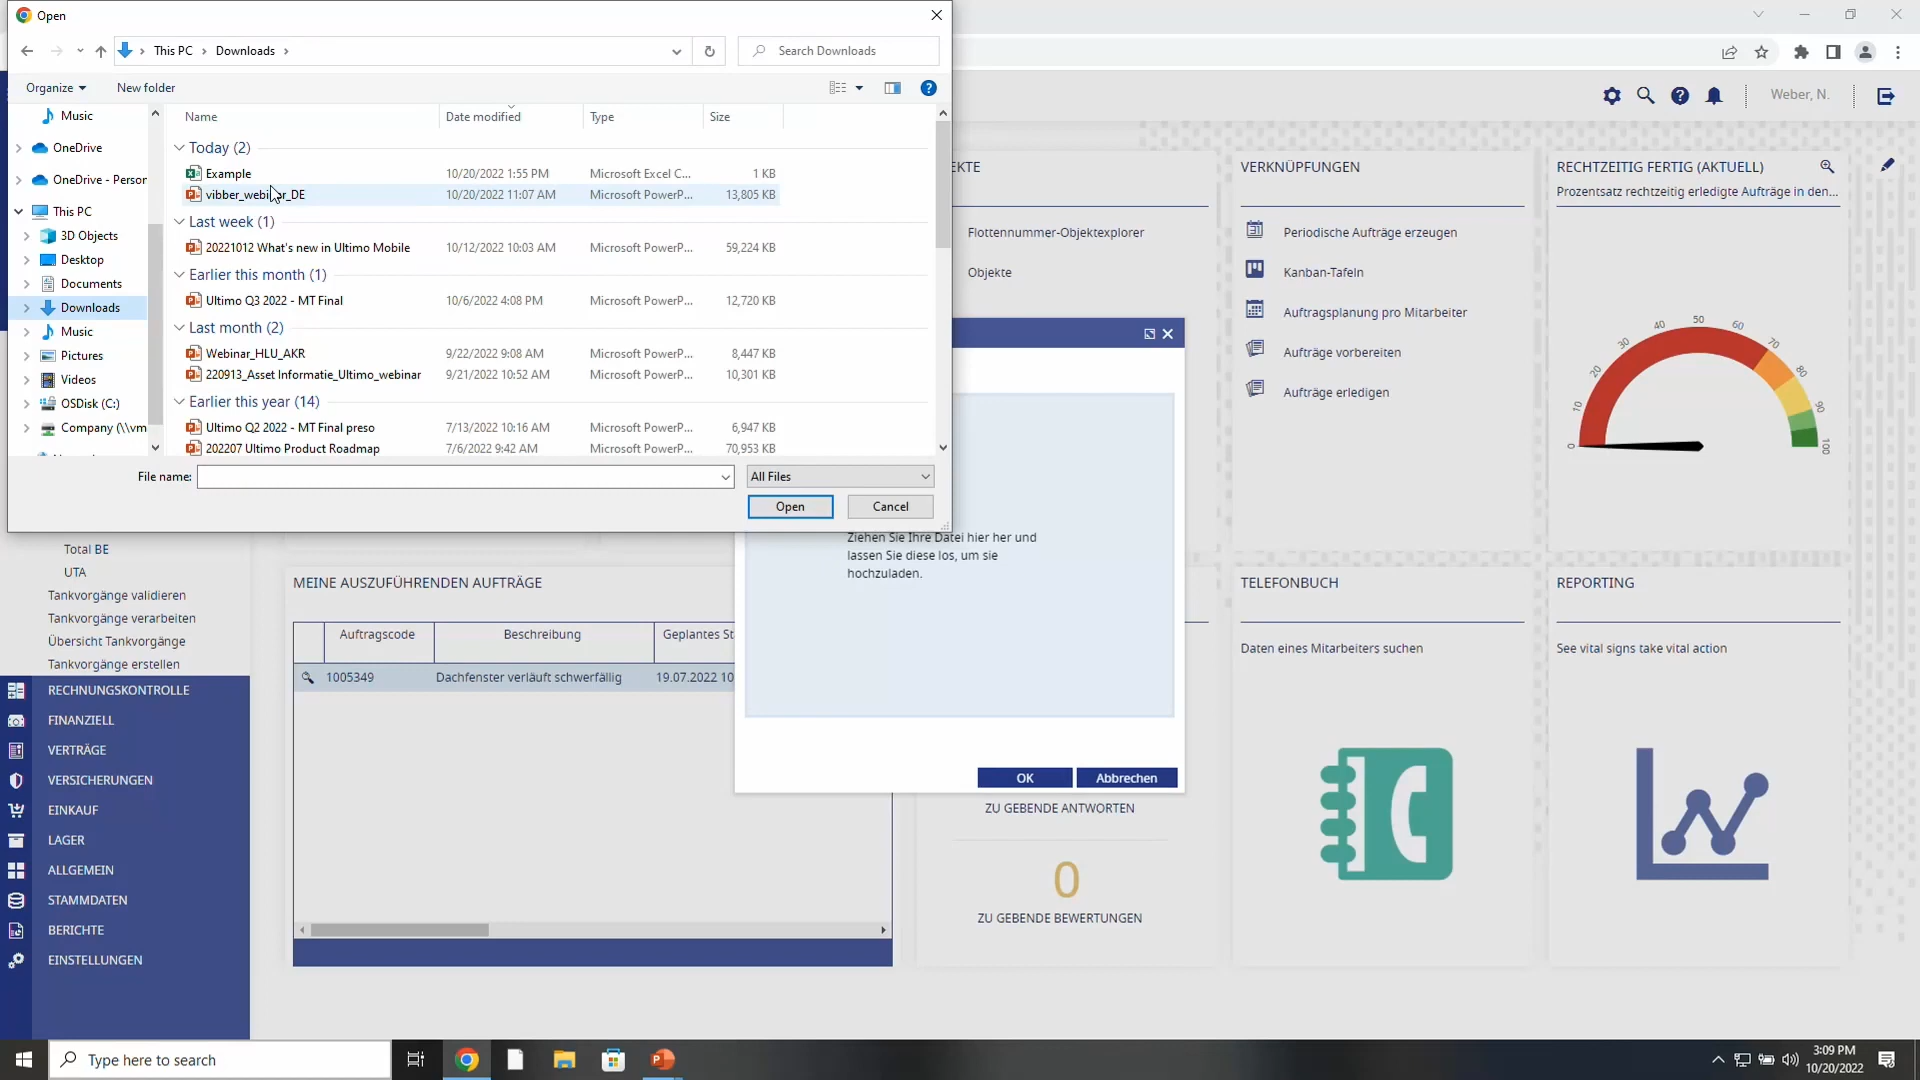 Open
This PC
Downloads
Search Downloads
Organize
New folder
Music
OneDrive
OneDrive - Person
This PC
3D Objects
Desktop
Documents
Downloads
Music
Pictures
Videos
OSDisk (C:)
Company (\\vm
Name Date modified Type Size
Today (2)
Example 10/20/2022 1:55 PM Microsoft Excel C... 1 KB
vibber_webinar_DE 10/20/2022 11:07 AM Microsoft PowerP... 13,805 KB
Last week (1)
20221012 What's new in Ultimo Mobile 10/12/2022 10:03 AM Microsoft PowerP... 59,224 KB
Earlier this month (1)
Ultimo Q3 2022 - MT Final 10/6/2022 4:08 PM Microsoft PowerP... 12,720 KB
Last month (2)
Webinar_HLU_AKR 9/22/2022 9:08 AM Microsoft PowerP... 8,447 KB
220913_Asset Informatie_Ultimo_webinar 9/21/2022 10:52 AM Microsoft PowerP... 10,301 KB
Earlier this year (14)
Ultimo Q2 2022 - MT Final preso 7/13/2022 10:16 AM Microsoft PowerP... 6,947 KB
202207 Ultimo Product Roadmap 7/6/2022 9:42 AM Microsoft PowerP... 70,953 KB
File name:
All Files
Open
Cancel
Weber, N.
EKTE
Flottennummer-Objektexplorer
Objekte
VERKNÜPFUNGEN
Periodische Aufträge erzeugen
Kanban-Tafeln
Auftragsplanung pro Mitarbeiter
Aufträge vorbereiten
Aufträge erledigen
RECHTZEITIG FERTIG (AKTUELL)
Prozentsatz rechtzeitig erledigte Aufträge in den...
0
10
20
30
40
50
60
70
80
90
100
Ziehen Sie Ihre Datei hier her und
lassen Sie diese los, um sie
hochzuladen.
OK
Abbrechen
Total BE
UTA
Tankvorgänge validieren
Tankvorgänge verarbeiten
Übersicht Tankvorgänge
Tankvorgänge erstellen
RECHNUNGSKONTROLLE
FINANZIELL
VERTRÄGE
VERSICHERUNGEN
EINKAUF
LAGER
ALLGEMEIN
STAMMDATEN
BERICHTE
EINSTELLUNGEN
MEINE AUSZUFÜHRENDEN AUFTRÄGE
Auftragscode Beschreibung Geplantes St
1005349 Dachfenster verläuft schwerfällig 19.07.2022 10
ZU GEBENDE ANTWORTEN
0
ZU GEBENDE BEWERTUNGEN
TELEFONBUCH
Daten eines Mitarbeiters suchen
REPORTING
See vital signs take vital action
Type here to search
3:09 PM
10/20/2022